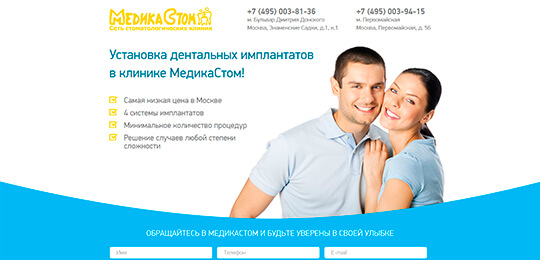 МедикаСтом
Сеть стоматологических клиник
+7 (495) 003-81-36
м. Бульвар Дмитрия Донского
Москва, Знаменские Садки, д.1, к.1
+7 (495) 003-94-15
м. Первомайская
Москва, Первомайская, д. 56
Установка дентальных имплантатов
в клинике МедикаСтом!
Самая низкая цена в Москве
4 системы имплантатов
Минимальное количество процедур
Решение случаев любой степени
сложности
ОБРАЩАЙТЕСЬ В МЕДИКАСТОМ И БУДЬТЕ УВЕРЕНЫ В СВОЕЙ УЛЫБКЕ
Имя
Телефон
E-mail